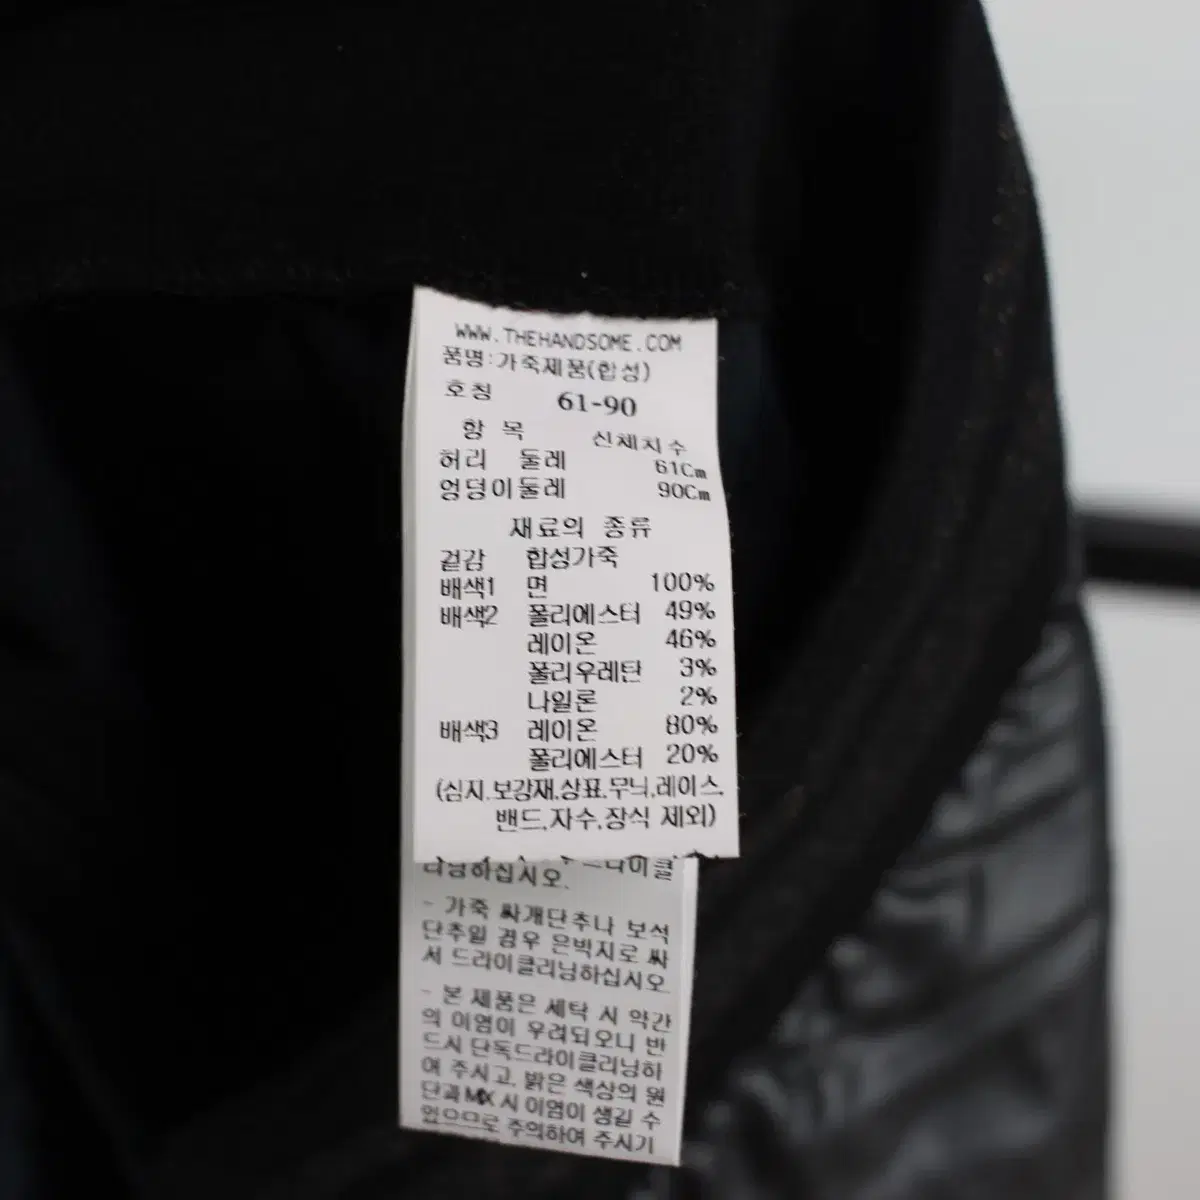 WWW.THEHANDSOME.COM
품명:가죽제품(합성)
호칭 61-90
항 목 신체치수
허리 둘레 61Cm
엉덩이둘레 90Cm
재료의 종류
겉감 합성가죽
배색1 면 100%
배색2 폴리에스터 49%
레이온 46%
폴리우레탄 3%
나일론 2%
배색3 레이온 80%
폴리에스터 20%
(심지.보강재.상표.무늬.레이스.
밴드.자수.장식 제외)
드라이클
리닝하십시오.
- 가죽 싸개단추나 보석
단추일 경우 은박지로 싸
서 드라이클리닝하십시오
- 본 제품은 세탁 시 약간
의 이염이 우려되오니 반
드시 단독드라이클리닝하
여 주시고, 밝은 색상의 원
단과 MIX 시 이염이 생길 수
있으므로 주의하여 주시기